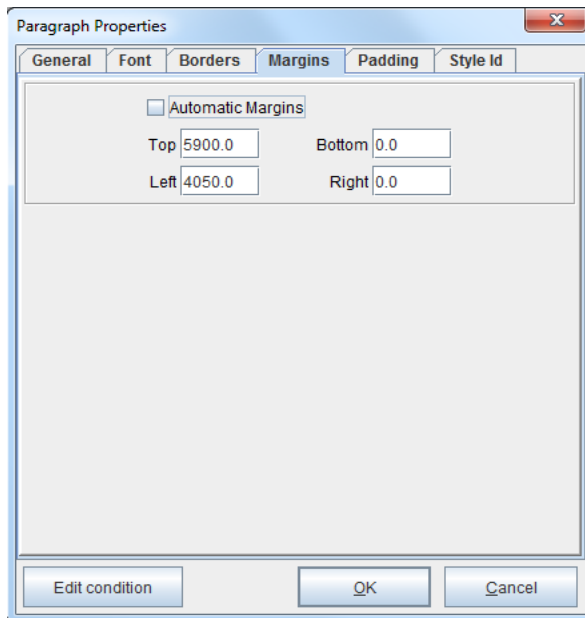 Paragraph Properties
General Font Borders Margins Padding Style Id
Automatic Margins
Top 5900.0 Bottom 0.0
Left 4050.0 Right 0.0
Edit condition OK Cancel